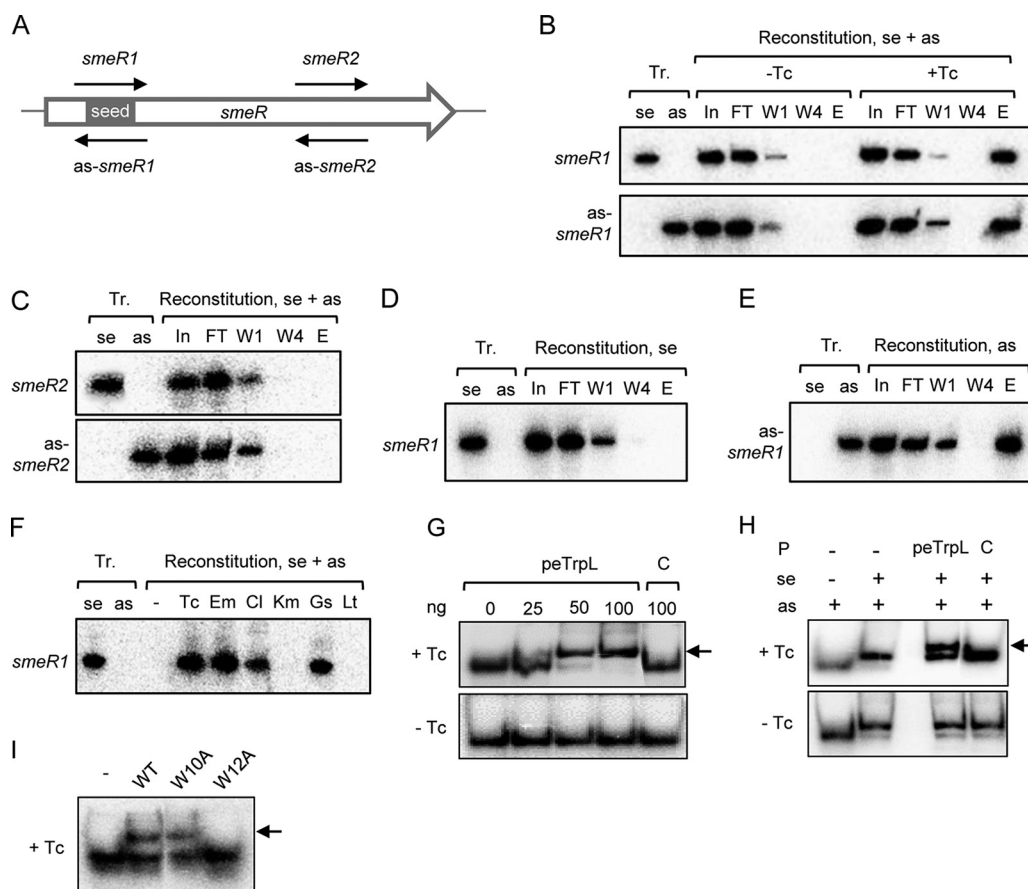 A
smeR1
smeR2
seed
smeR
as-smeR1
as-smeR2
B
Reconstitution, se + as
Tr.
-Tc
+Tc
se as In FT W1 W4 E In FT W1 W4 E
smeR1
as-
smeR1
C
Tr.
Reconstitution, se + as
se as In FT W1 W4 E
smeR2
as-
smeR2
D
Tr.
Reconstitution, se
se as In FT W1 W4 E
smeR1
E
Tr.
Reconstitution, as
se as In FT W1 W4 E
as-
smeR1
F
Tr.
Reconstitution, se + as
se as - Tc Em Cl Km Gs Lt
smeR1
G
peTrpL C
ng 0 25 50 100 100
+ Tc
- Tc
H
P - - peTrpL C
se - + + +
as + + + +
+ Tc
- Tc
I
- WT W10A W12A
+ Tc